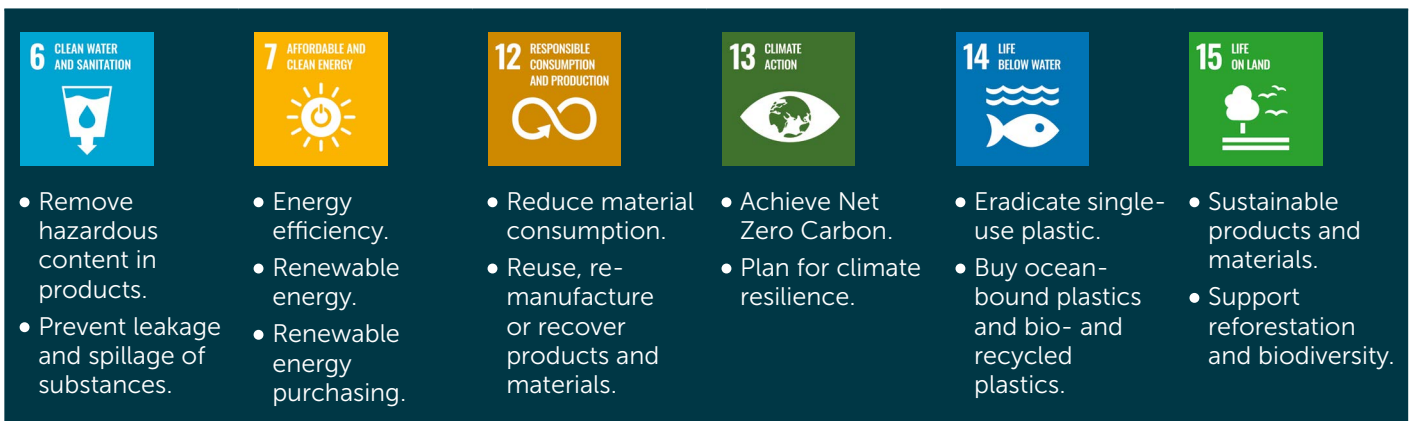 6 CLEAN WATER
AND SANITATION
• Remove
hazardous
content in
products.
• Prevent leakage
and spillage of
substances.
7 AFFORDABLE AND
CLEAN ENERGY
• Energy
efficiency.
• Renewable
energy.
• Renewable
energy
purchasing.
12 RESPONSIBLE
CONSUMPTION
AND PRODUCTION
• Reduce material
consumption.
• Reuse, re-
manufacture
or recover
products and
materials.
13 CLIMATE
ACTION
• Achieve Net
Zero Carbon.
• Plan for climate
resilience.
14 LIFE
BELOW WATER
• Eradicate single-
use plastic.
• Buy ocean-
bound plastics
and bio- and
recycled
plastics.
15 LIFE
ON LAND
• Sustainable
products and
materials.
• Support
reforestation
and biodiversity.